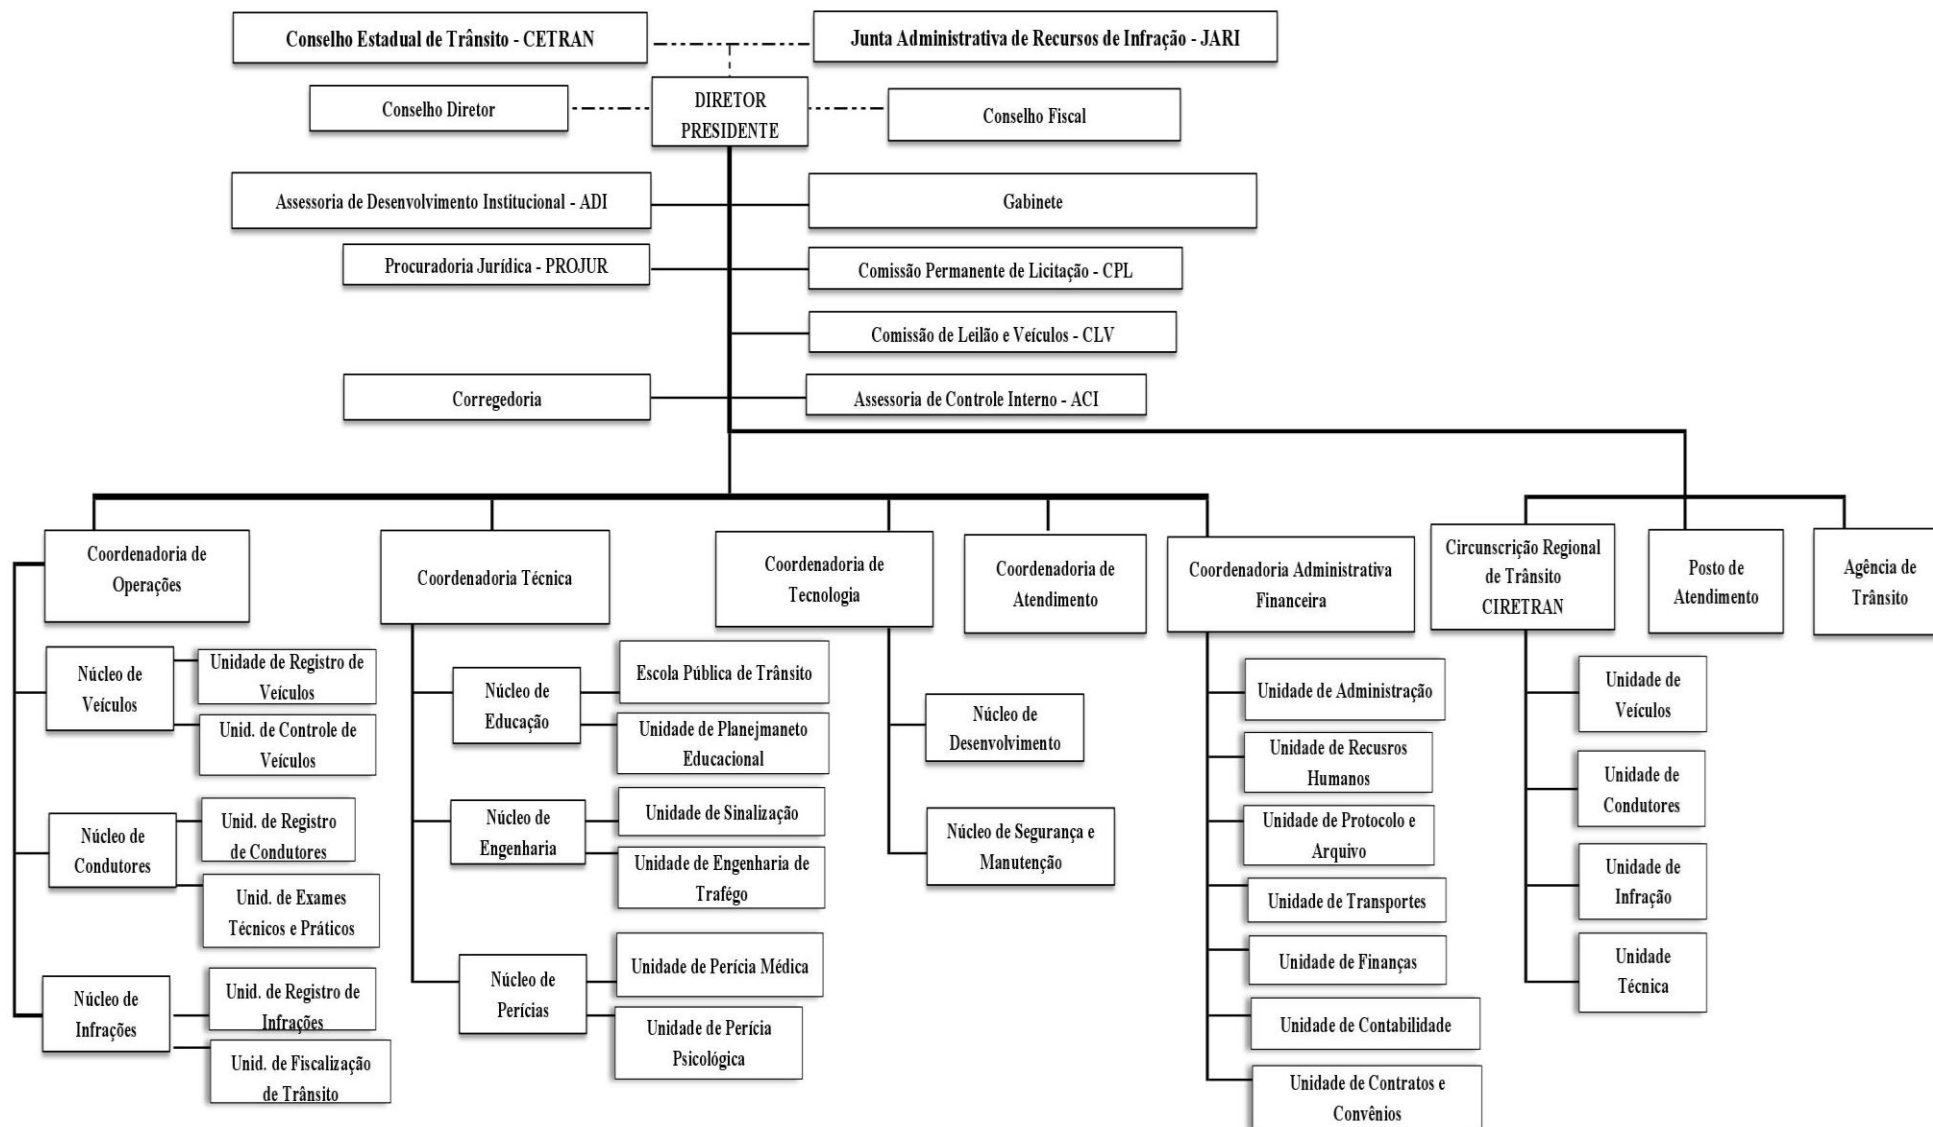 Conselho Estadual de Trânsito - CETRAN
Junta Administrativa de Recursos de Infração - JARI
Conselho Diretor
DIRETOR
PRESIDENTE
Conselho Fiscal
Assessoria de Desenvolvimento Institucional - ADI
Gabinete
Procuradoria Jurídica - PROJUR
Comissão Permanente de Licitação - CPL
Comissão de Leilão e Veículos - CLV
Corregedoria
Assessoria de Controle Interno - ACI
Coordenadoria de
Operações
Coordenadoria Técnica
Coordenadoria de
Tecnologia
Coordenadoria de
Atendimento
Coordenadoria Administrativa
Financeira
Circunscrição Regional
de Trânsito
CIRETRAN
Posto de
Atendimento
Agência de
Trânsito
Núcleo de
Veículos
Unidade de Registro de
Veículos
Unid. de Controle de
Veículos
Núcleo de
Condutores
Unid. de Registro
de Condutores
Unid. de Exames
Técnicos e Práticos
Núcleo de
Infrações
Unid. de Registro de
Infrações
Unid. de Fiscalização
de Trânsito
Núcleo de
Educação
Escola Pública de Trânsito
Unidade de Planejmaneto
Educacional
Núcleo de
Engenharia
Unidade de Sinalização
Unidade de Engenharia de
Trafégo
Núcleo de
Perícias
Unidade de Perícia Médica
Unidade de Perícia
Psicológica
Núcleo de
Desenvolvimento
Núcleo de Segurança e
Manutenção
Unidade de Administração
Unidade de Recusros
Humanos
Unidade de Protocolo e
Arquivo
Unidade de Transportes
Unidade de Finanças
Unidade de Contabilidade
Unidade de Contratos e
Convênios
Unidade de
Veículos
Unidade de
Condutores
Unidade de
Infração
Unidade
Técnica